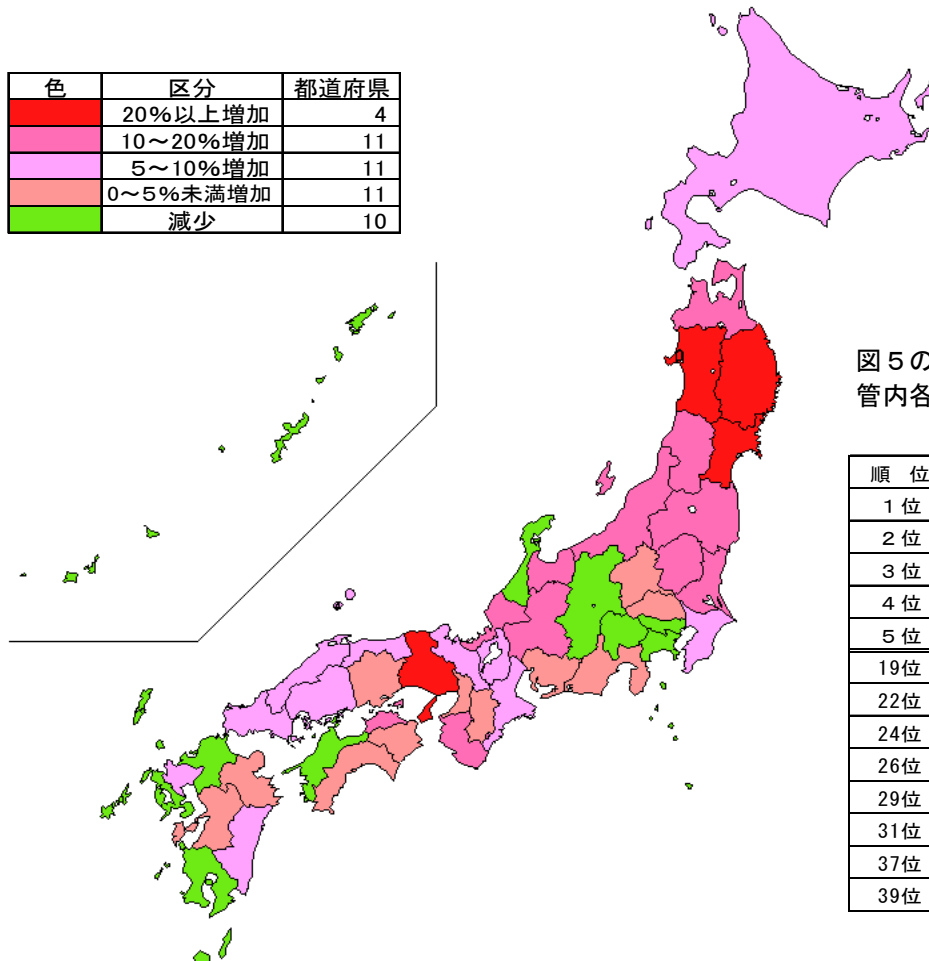 色 区分 都道府県
20%以上増加 4
10~20%増加 11
5~10%増加 11
0~5%未満増加 11
減少 10
図5の
管内各
順 位
1位
2位
3位
4位
5位
19位
22位
24位
26位
29位
31位
37位
39位